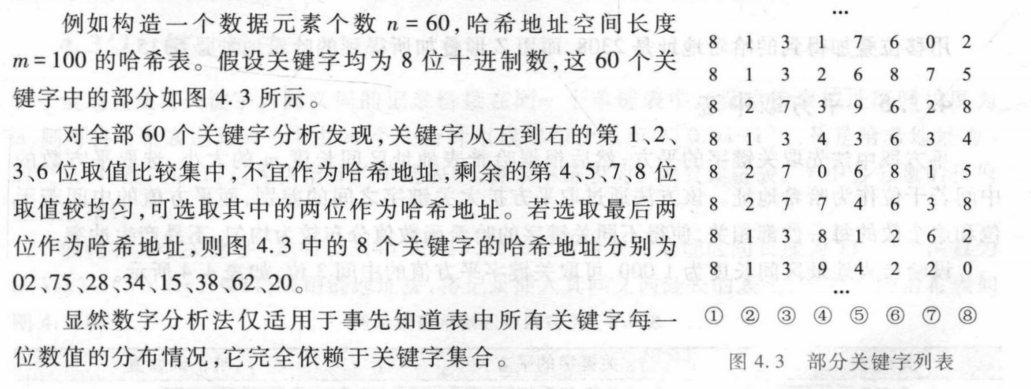 例如构造一个数据元素个数 n=60,哈希地址空间长度
m=100 的哈希表。假设关键字均为 8 位十进制数,这 60 个关
键字中的部分如图 4.3 所示。
对全部 60 个关键字分析发现,关键字从左到右的第 1、2、
3、6 位取值比较集中,不宜作为哈希地址,剩余的第 4、5、7、8 位
取值较均匀,可选取其中的两位作为哈希地址。若选取最后两
位作为哈希地址,则图 4.3 中的 8 个关键字的哈希地址分别为
02、75、28、34、15、38、62、20。
显然数字分析法仅适用于事先知道表中所有关键字每一
位数值的分布情况,它完全依赖于关键字集合。
…
8 1 3 1 7 6 0 2
8 1 3 2 6 8 7 5
8 2 7 3 9 6 2 8
8 1 3 4 3 6 3 4
8 2 7 0 6 8 1 5
8 2 7 7 4 6 3 8
8 1 3 8 1 2 6 2
8 1 3 9 4 2 2 0
…
① ② ③ ④ ⑤ ⑥ ⑦ ⑧
图 4.3 部分关键字列表